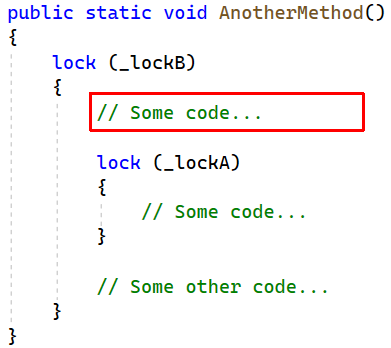 public static void AnotherMethod()
{
    lock (_lockB)
    {
        // Some code...

        lock (_lockA)
        {
            // Some code...
        }

        // Some other code...
    }
}